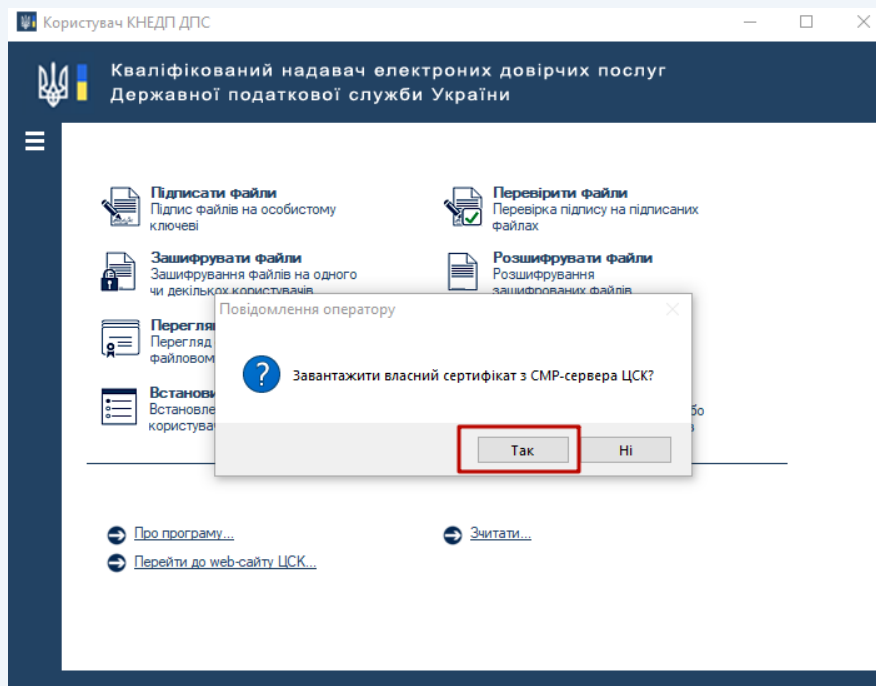 Користувач КНЕДП ДПС
Кваліфікований надавач електроних довірчих послуг
Державної податкової служби України
Підписати файли
Підпис файлів на особистому
ключеві
Перевірити файли
Перевірка підпису на підписаних
файлах
Зашифрувати файли
Зашифрування файлів на одного
чи декількох користувачів
Розшифрувати файли
Розшифрування
зашифрованих файлів
Повідомлення оператору
Завантажити власний сертифікат з CMP-сервера ЦСК?
Так
Ні
Перегляд
файловом
Про програму...
Зчитати...
Перейти до web-сайту ЦСК...